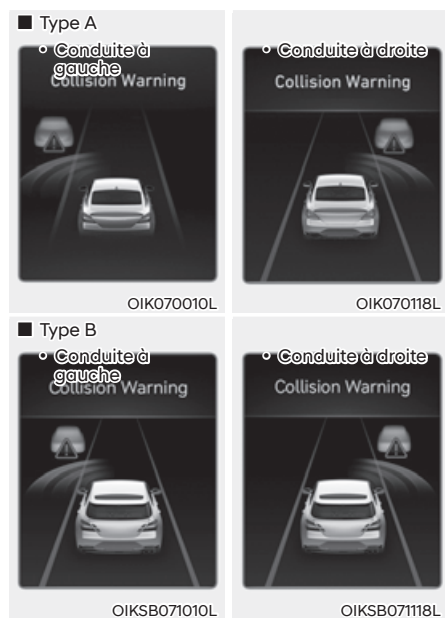 ■ Type A
• Conduite à
gauche
Collision Warning
OIK070010L
• Conduite à droite
Collision Warning
OIK070118L
■ Type B
• Conduite à
gauche
Collision Warning
OIKSB071010L
• Conduite à droite
Collision Warning
OIKSB071118L